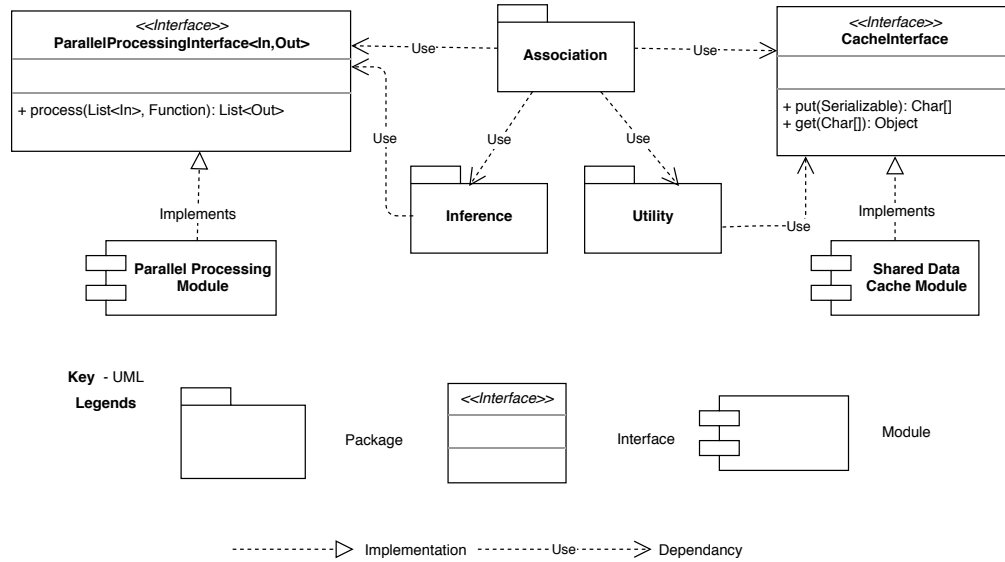 <<Interface>>
ParallelProcessingInterface<In,Out>
+ process(List<In>, Function): List<Out>
Use
Association
Use
<<Interface>>
CacheInterface
+ put(Serializable): Char[]
+ get(Char[]): Object
Use
Use
Use
Implements
Inference
Utility
Use
Implements
Parallel Processing
Module
Shared Data
Cache Module
Key - UML
Legends
Package
<<Interface>>
Interface
Module
Implementation
Use
Dependancy